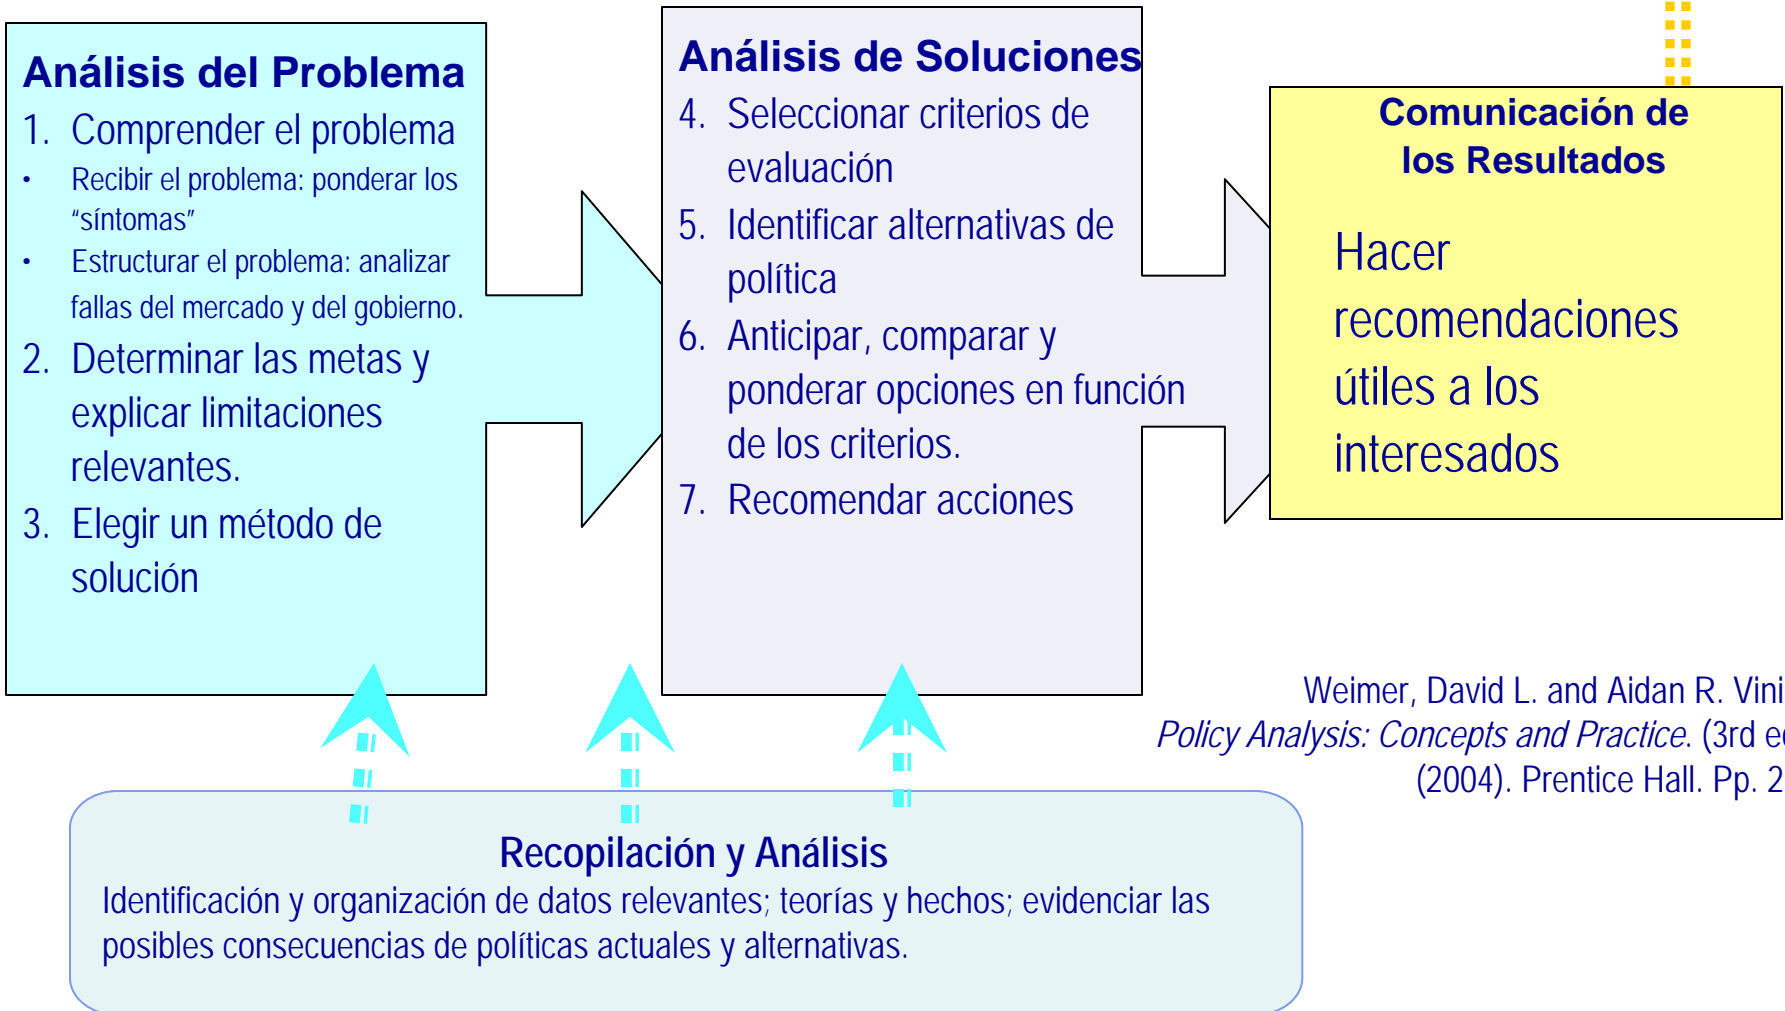 Análisis del Problema
1. Comprender el problema
• Recibir el problema: ponderar los
“síntomas”
• Estructurar el problema: analizar
fallas del mercado y del gobierno.
2. Determinar las metas y
explicar limitaciones
relevantes.
3. Elegir un método de
solución
Análisis de Soluciones
4. Seleccionar criterios de
evaluación
5. Identificar alternativas de
política
6. Anticipar, comparar y
ponderar opciones en función
de los criterios.
7. Recomendar acciones
Comunicación de
los Resultados
Hacer
recomendaciones
útiles a los
interesados
Weimer, David L. and Aidan R. Vini
Policy Analysis: Concepts and Practice. (3rd e
(2004). Prentice Hall. Pp. 2
Recopilación y Análisis
Identificación y organización de datos relevantes; teorías y hechos; evidenciar las
posibles consecuencias de políticas actuales y alternativas.